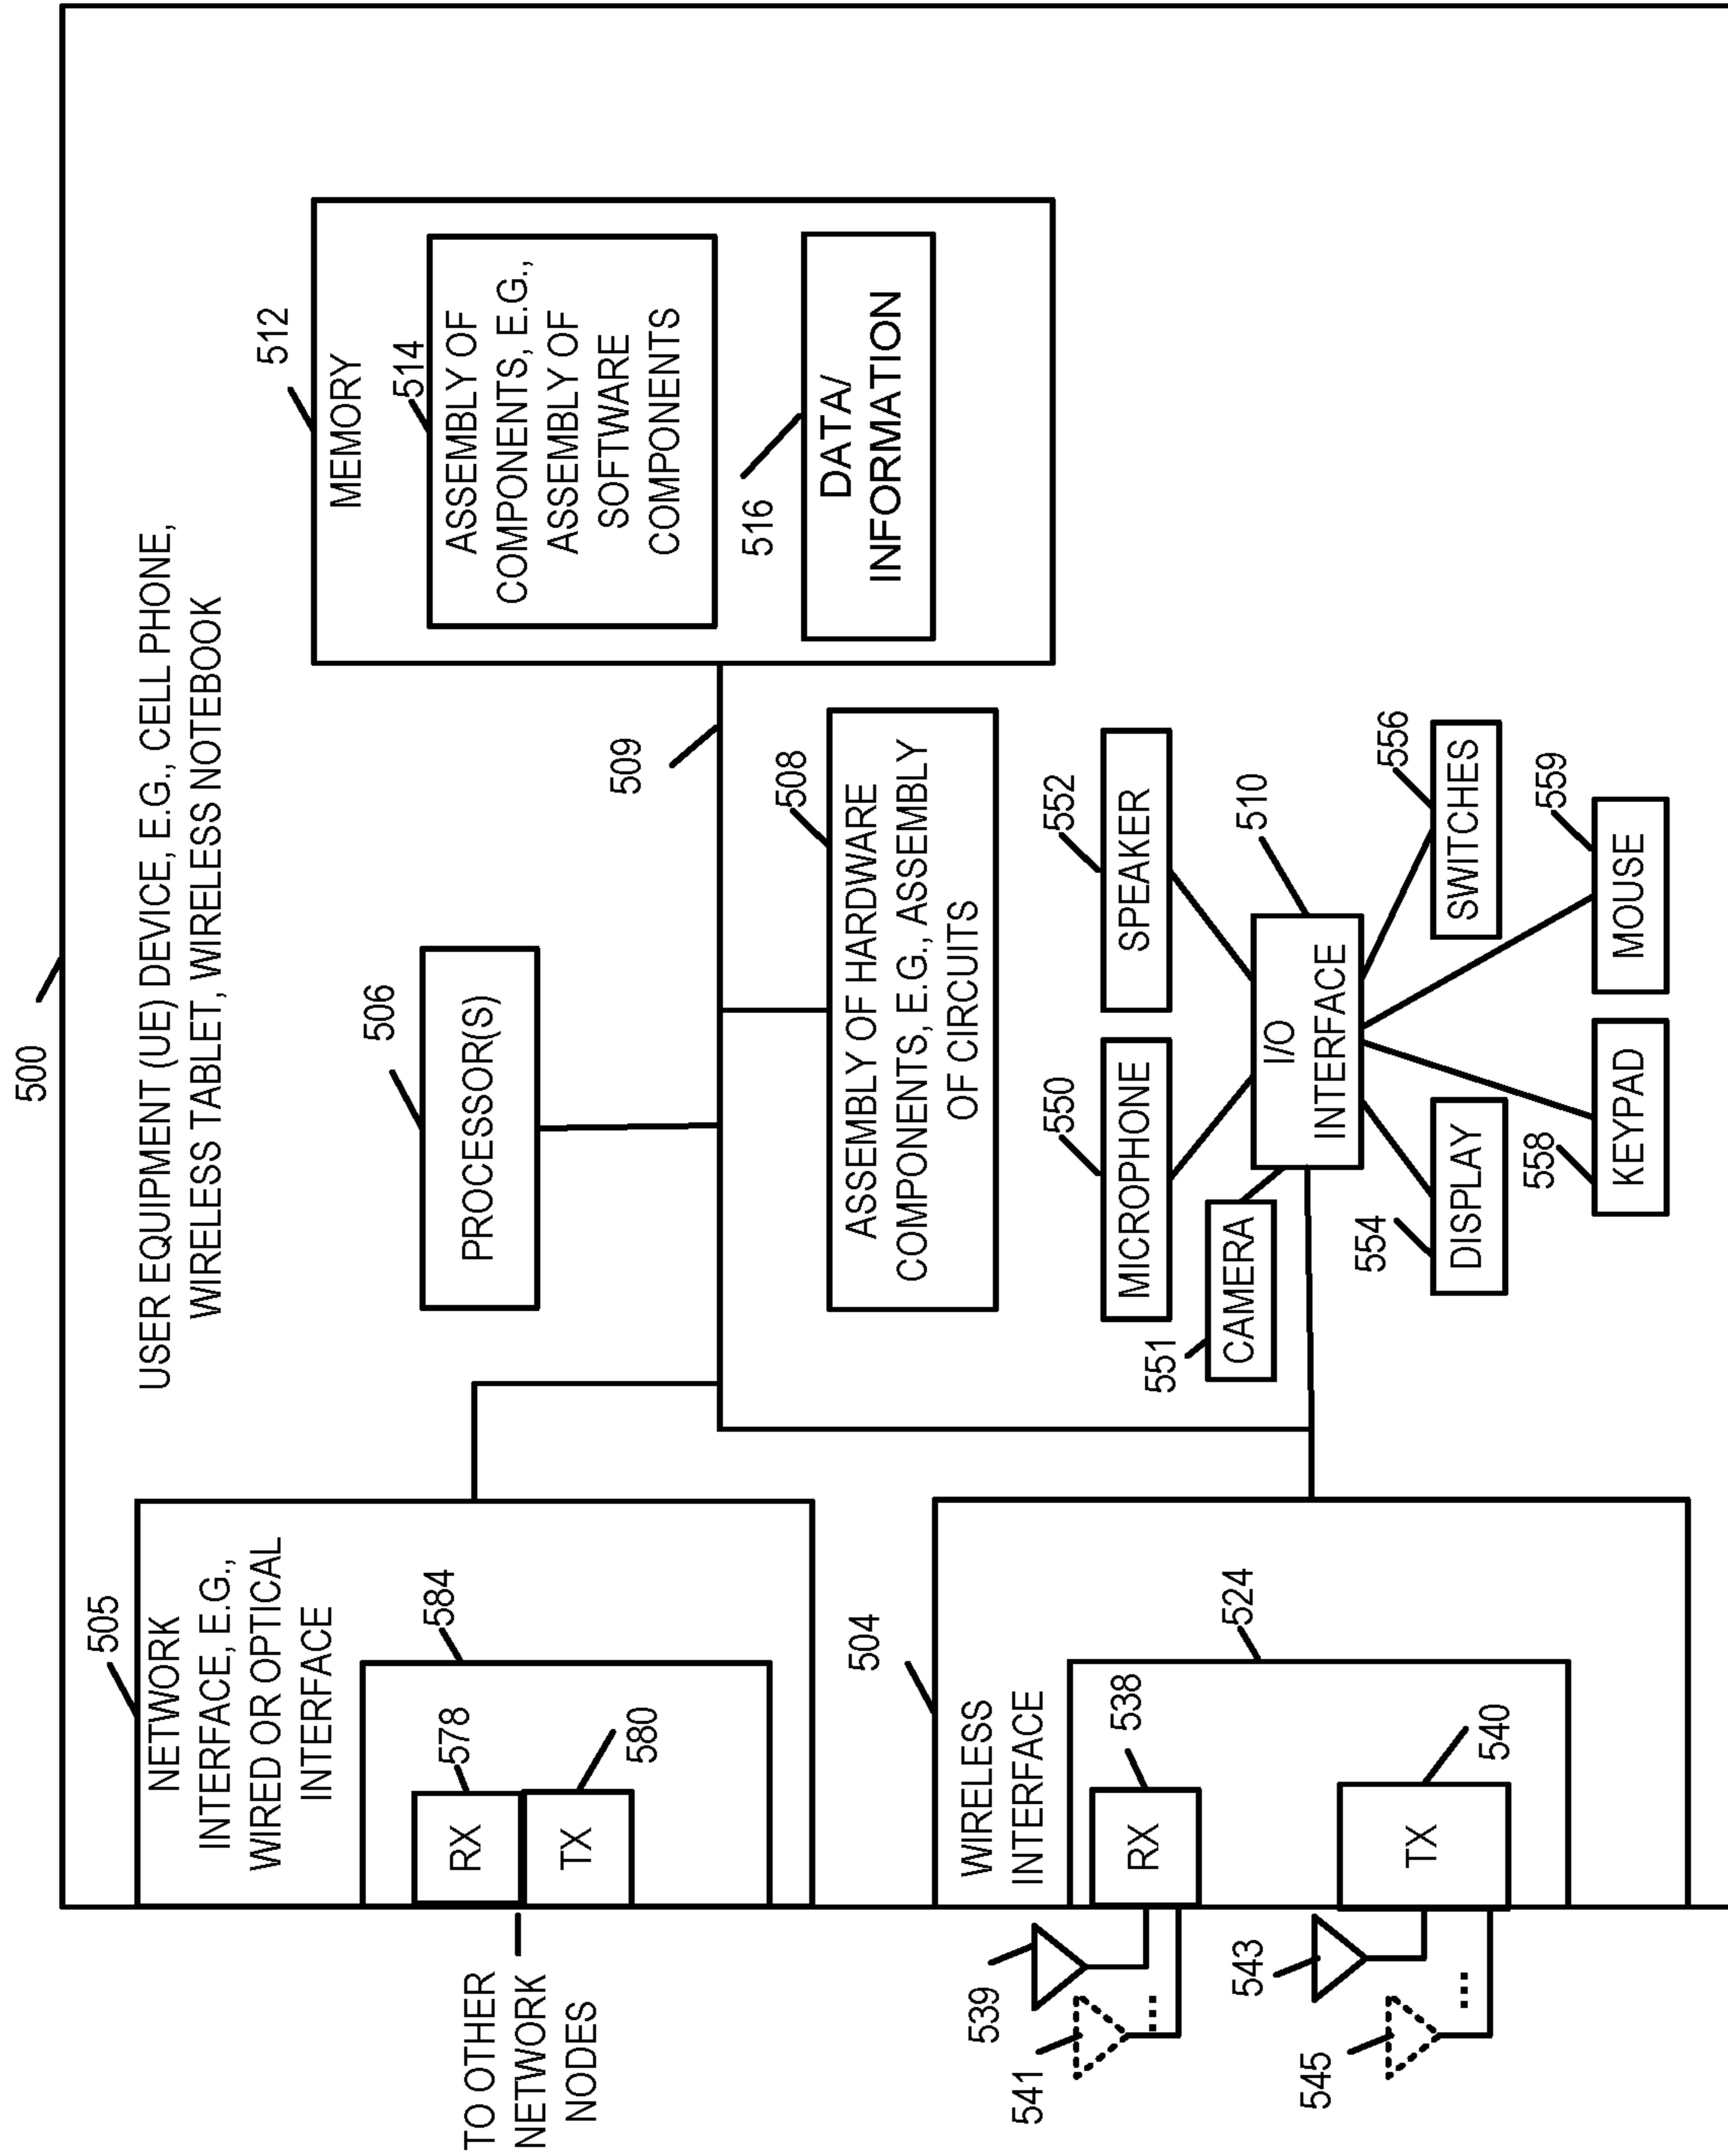 500
USER EQUIPMENT (UE) DEVICE, E.G., CELL PHONE,
WIRELESS TABLET, WIRELESS NOTEBOOK
505
NETWORK
INTERFACE, E.G.,
WIRED OR OPTICAL
INTERFACE
584
578
RX
TX
580
TO OTHER
NETWORK
NODES
506
PROCESSOR(S)
512
MEMORY
514
ASSEMBLY OF
COMPONENTS, E.G.,
ASSEMBLY OF
SOFTWARE
COMPONENTS
516
DATA/
INFORMATION
509
508
ASSEMBLY OF HARDWARE
COMPONENTS, E.G., ASSEMBLY
OF CIRCUITS
504
WIRELESS
INTERFACE
524
538
RX
540
TX
539
541
...
543
545
...
550
MICROPHONE
552
SPEAKER
551
CAMERA
510
I/O
INTERFACE
554
DISPLAY
556
SWITCHES
558
KEYPAD
559
MOUSE